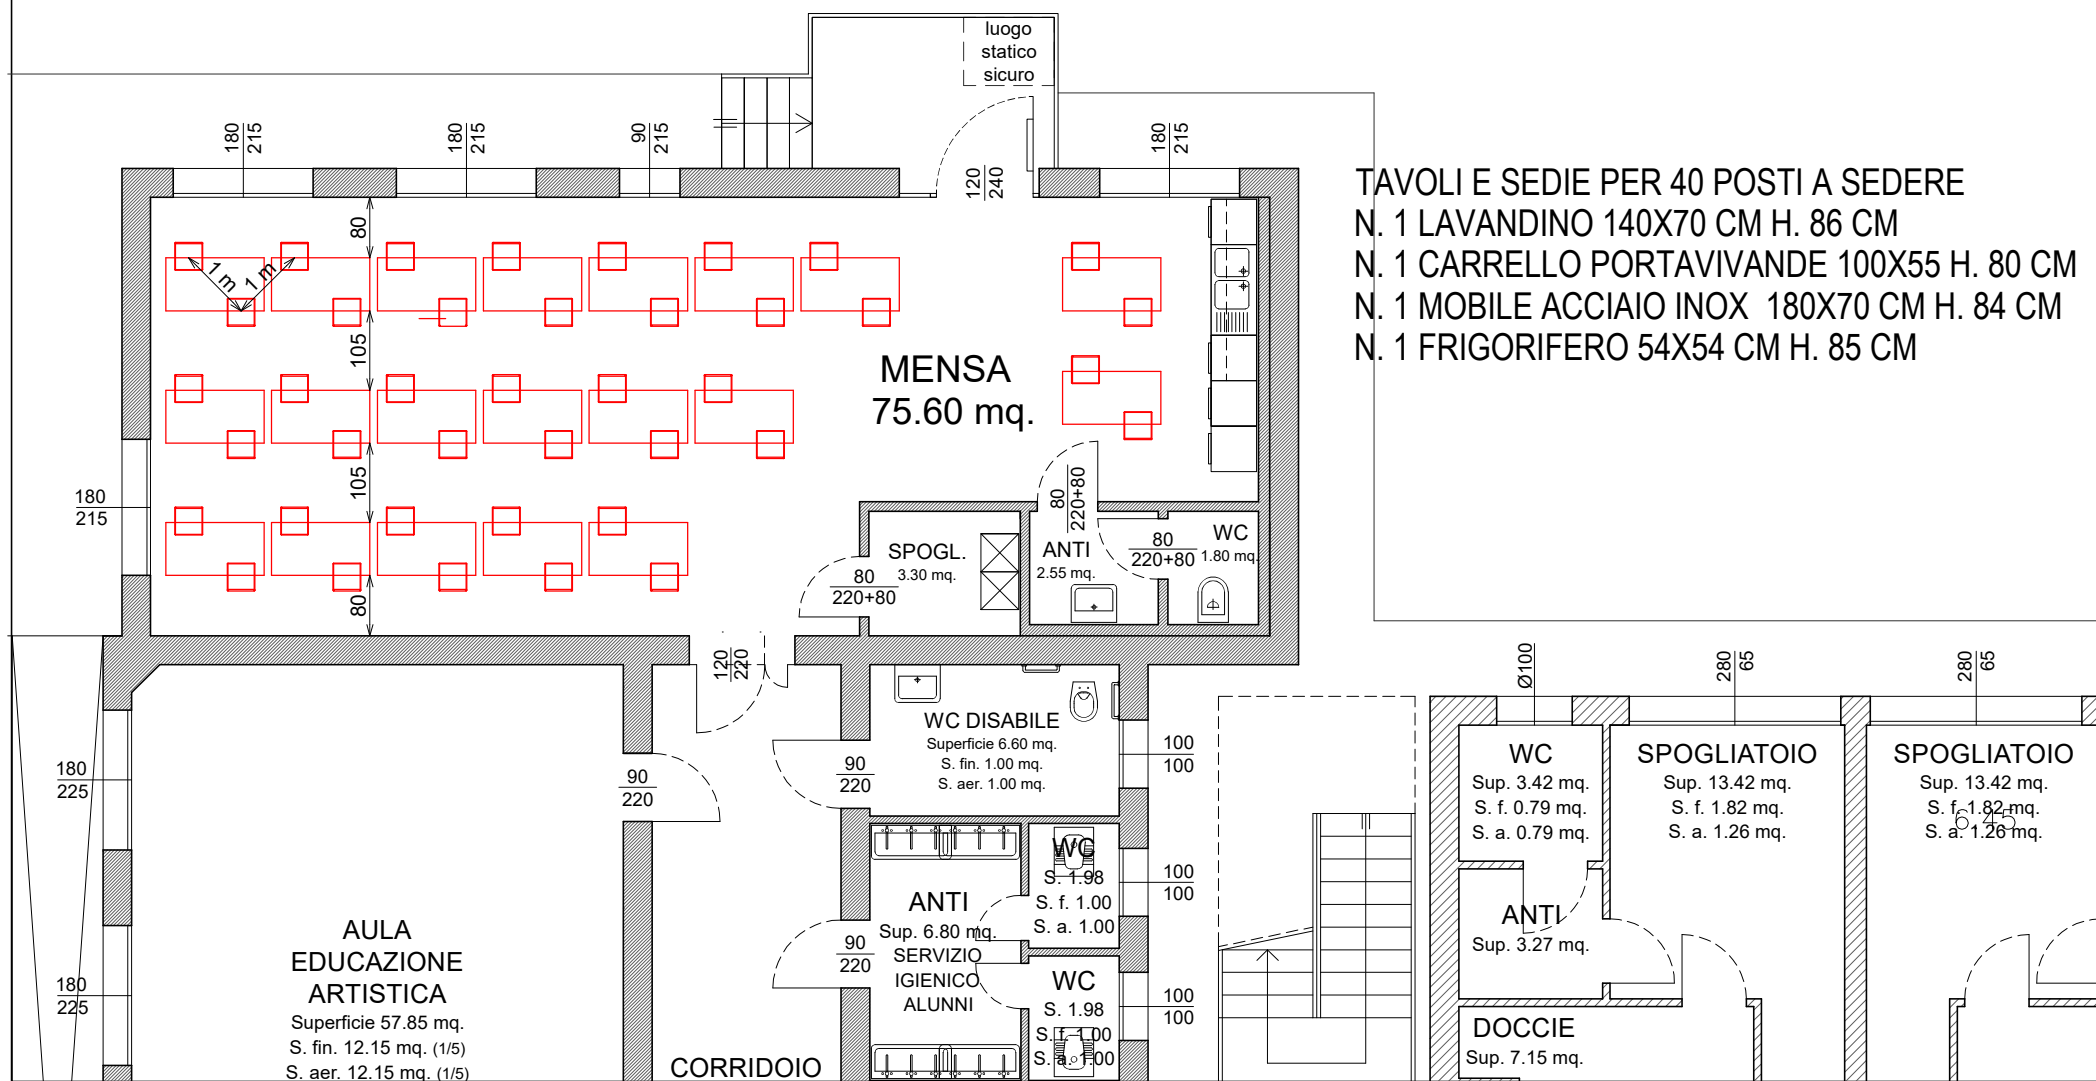 luogo
statico
sicuro
180
215
180
215
90
215
120
240
180
215
TAVOLI E SEDIE PER 40 POSTI A SEDERE
N. 1 LAVANDINO 140X70 CM H. 86 CM
N. 1 CARRELLO PORTAVIVANDE 100X55 H. 80 CM
N. 1 MOBILE ACCIAIO INOX 180X70 CM H. 84 CM
N. 1 FRIGORIFERO 54X54 CM H. 85 CM
80
1 m
1 m
105
MENSA
75.60 mq.
105
180
215
80
220+80
SPOGL.
3.30 mq.
80
220+80
ANTI
2.55 mq.
80
220+80
WC
1.80 mq.
80
120
220
WC DISABILE
Superficie 6.60 mq.
S. fin. 1.00 mq.
S. aer. 1.00 mq.
100
100
90
220
90
220
180
225
Ø100
280
65
280
65
WC
Sup. 3.42 mq.
S. f. 0.79 mq.
S. a. 0.79 mq.
SPOGLIATOIO
Sup. 13.42 mq.
S. f. 1.82 mq.
S. a. 1.26 mq.
SPOGLIATOIO
Sup. 13.42 mq.
S. f. 1.82 mq.
S. a. 1.26 mq.
6.45
WC
S. 1.98
S. f. 1.00
S. a. 1.00
100
100
ANTI
Sup. 6.80 mq.
SERVIZIO
IGIENICO
ALUNNI
90
220
ANTI
Sup. 3.27 mq.
AULA
EDUCAZIONE
ARTISTICA
Superficie 57.85 mq.
S. fin. 12.15 mq. (1/5)
S. aer. 12.15 mq. (1/5)
180
225
WC
S. 1.98
S. f. 1.00
S. a. 1.00
100
100
CORRIDOIO
DOCCIE
Sup. 7.15 mq.